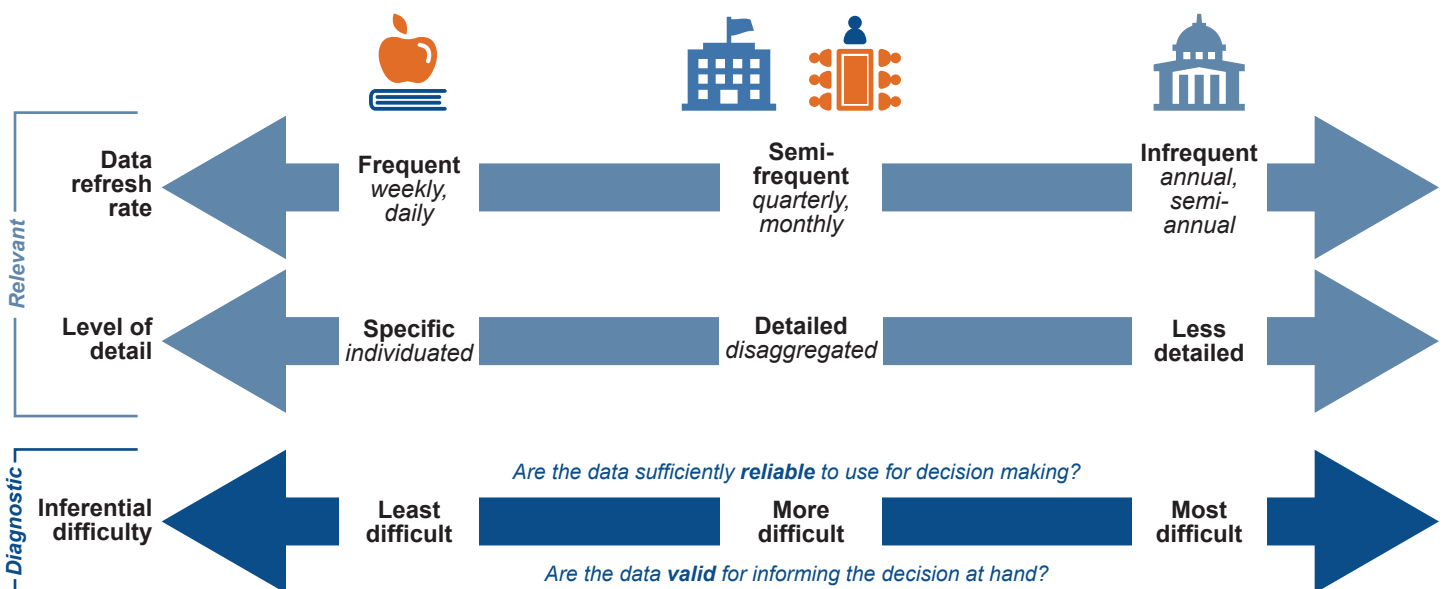 Relevant
Data
refresh
rate
Frequent
weekly,
daily
Semi-
frequent
quarterly,
monthly
Infrequent
annual,
semi-
annual
Level of
detail
Specific
individuated
Detailed
disaggregated
Less
detailed
Diagnostic
Inferential
difficulty
Are the data sufficiently reliable to use for decision making?
Least
difficult
More
difficult
Most
difficult
Are the data valid for informing the decision at hand?